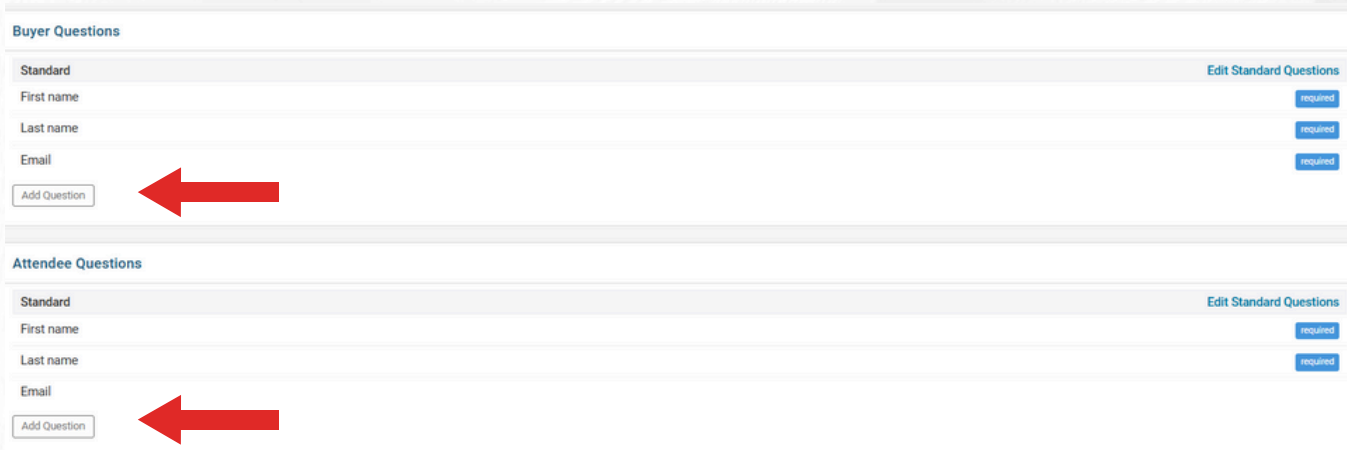 Buyer Questions
Standard Edit Standard Questions
First name required
Last name required
Email required
Add Question
Attendee Questions
Standard Edit Standard Questions
First name required
Last name required
Email
Add Question